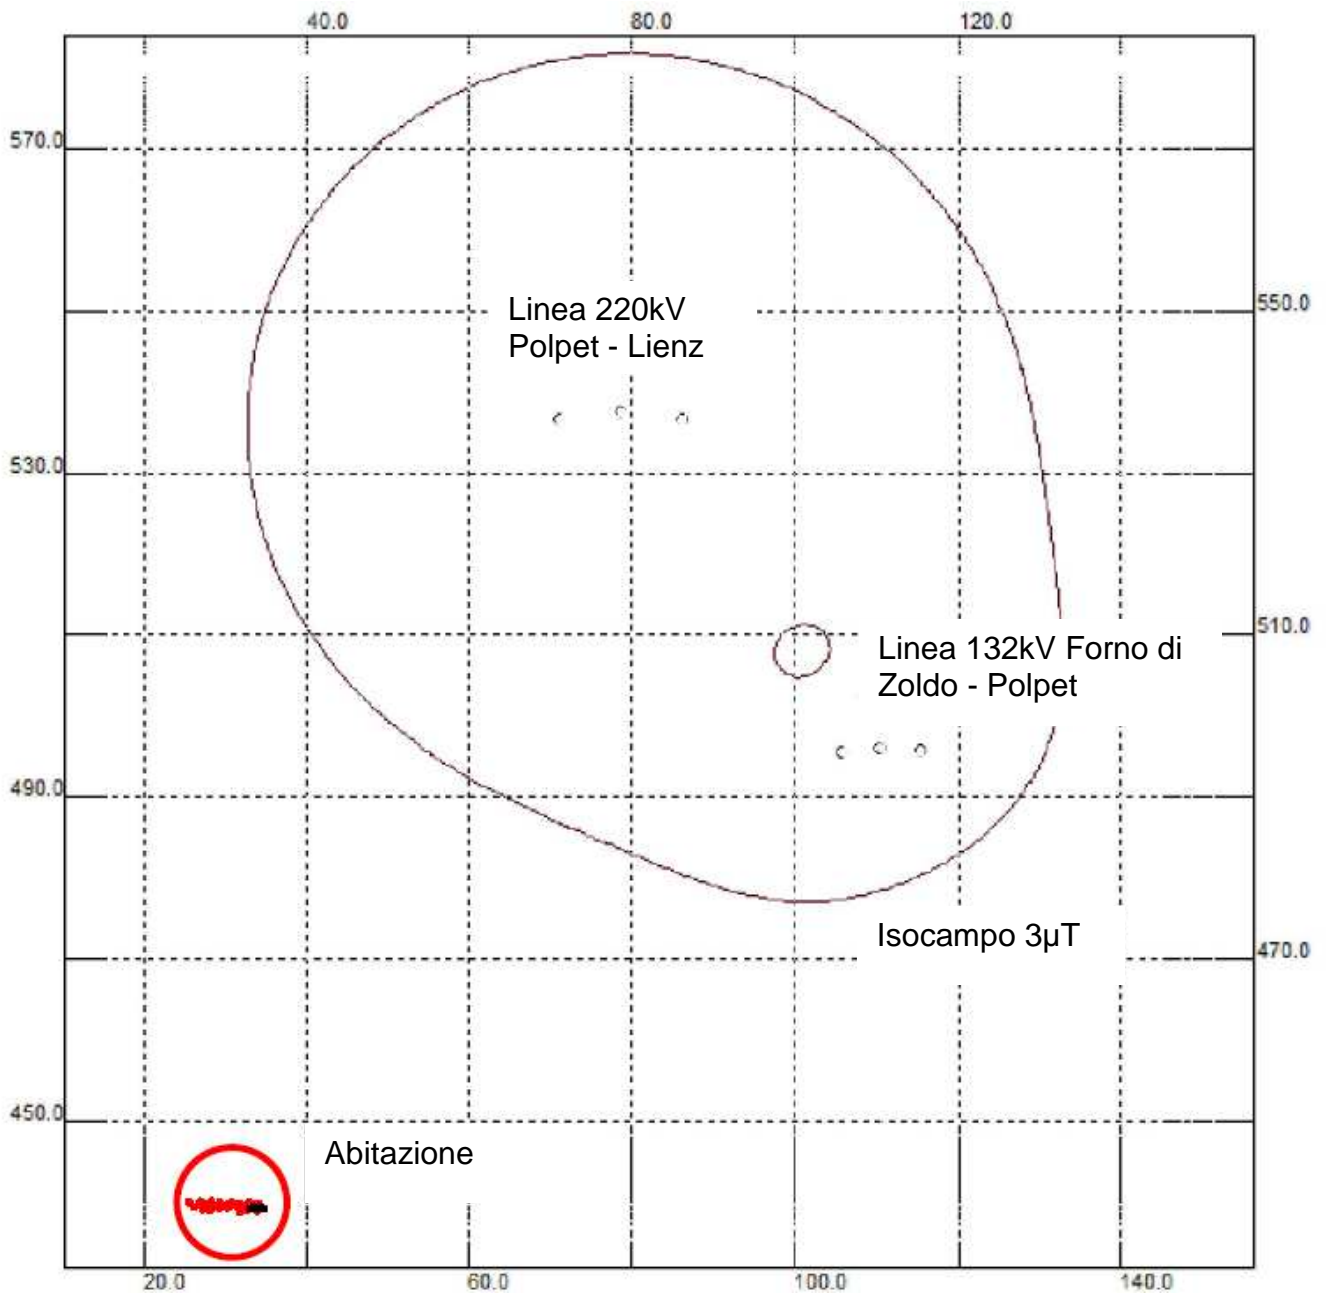 40.0 80.0 120.0
570.0
Linea 220kV
Polpet - Lienz
550.0
530.0
510.0
Linea 132kV Forno di
Zoldo - Polpet
490.0
Isocampo 3µT
470.0
450.0
Abitazione
20.0 60.0 100.0 140.0